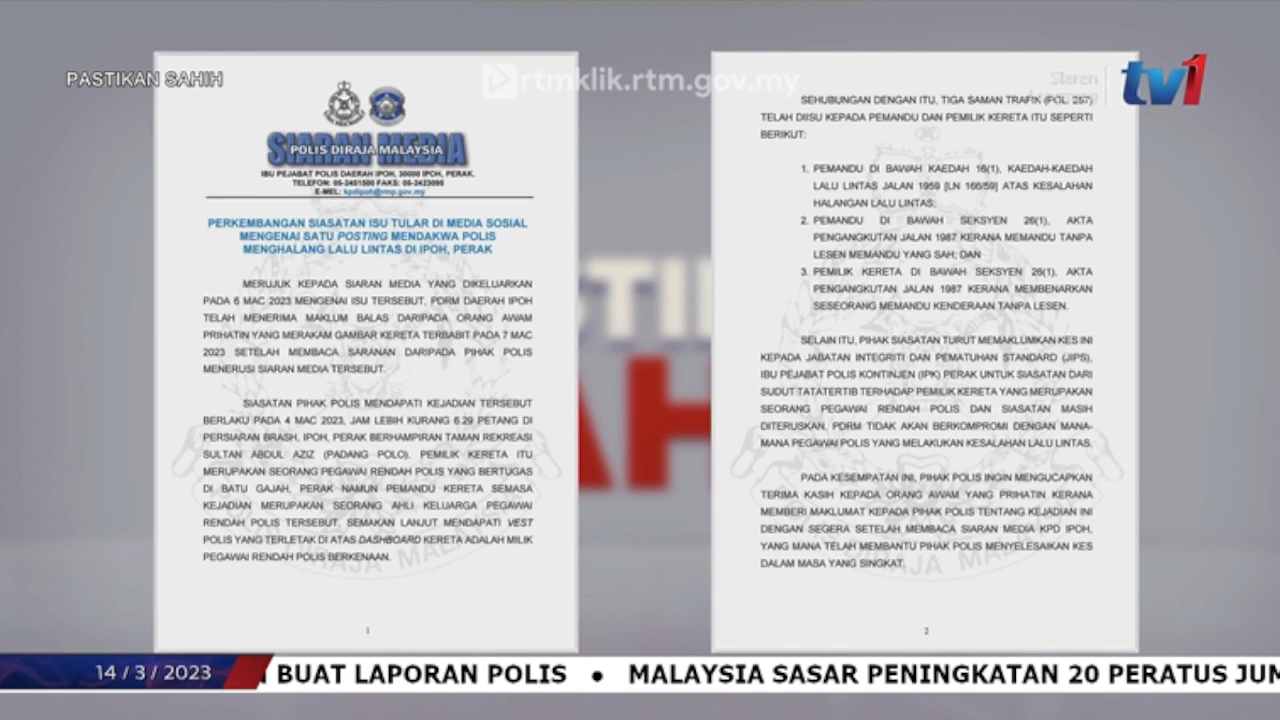 PASTIKAN SAHIH
rtmklik.rtm.gov.my
Siaran
tv1
SIARAN MEDIA
POLIS DIRAJA MALAYSIA
IBU PEJABAT POLIS DAERAH IPOH, 30000 IPOH, PERAK.
TELEFON: 05-2451500 FAKS: 05-2423095
E-MEL: kpdipoh@rmp.gov.my
PERKEMBANGAN SIASATAN ISU TULAR DI MEDIA SOSIAL
MENGENAI SATU POSTING MENDAKWA POLIS
MENGHALANG LALU LINTAS DI IPOH, PERAK
MERUJUK KEPADA SIARAN MEDIA YANG DIKELUARKAN
PADA 6 MAC 2023 MENGENAI ISU TERSEBUT, PDRM DAERAH IPOH
TELAH MENERIMA MAKLUM BALAS DARIPADA ORANG AWAM
PRIHATIN YANG MERAKAM GAMBAR KERETA TERBABIT PADA 7 MAC
2023 SETELAH MEMBACA SARANAN DARIPADA PIHAK POLIS
MENERUSI SIARAN MEDIA TERSEBUT.
SIASATAN PIHAK POLIS MENDAPATI KEJADIAN TERSEBUT
BERLAKU PADA 4 MAC 2023, JAM LEBIH KURANG 6.29 PETANG DI
PERSIARAN BRASH, IPOH, PERAK BERHAMPIRAN TAMAN REKREASI
SULTAN ABDUL AZIZ (PADANG POLO). PEMILIK KERETA ITU
MERUPAKAN SEORANG PEGAWAI RENDAH POLIS YANG BERTUGAS
DI BATU GAJAH, PERAK NAMUN PEMANDU KERETA SEMASA
KEJADIAN MERUPAKAN SEORANG AHLI KELUARGA PEGAWAI
RENDAH POLIS TERSEBUT. SEMAKAN LANJUT MENDAPATI VEST
POLIS YANG TERLETAK DI ATAS DASHBOARD KERETA ADALAH MILIK
PEGAWAI RENDAH POLIS BERKENAAN.
1
SEHUBUNGAN DENGAN ITU, TIGA SAMAN TRAFIK (POL. 257)
TELAH DIISU KEPADA PEMANDU DAN PEMILIK KERETA ITU SEPERTI
BERIKUT:
1. PEMANDU DI BAWAH KAEDAH 16(1), KAEDAH-KAEDAH
LALU LINTAS JALAN 1959 [LN 166/59] ATAS KESALAHAN
HALANGAN LALU LINTAS;
2. PEMANDU DI BAWAH SEKSYEN 26(1), AKTA
PENGANGKUTAN JALAN 1987 KERANA MEMANDU TANPA
LESEN MEMANDU YANG SAH; DAN
3. PEMILIK KERETA DI BAWAH SEKSYEN 26(1), AKTA
PENGANGKUTAN JALAN 1987 KERANA MEMBENARKAN
SESEORANG MEMANDU KENDERAAN TANPA LESEN.
SELAIN ITU, PIHAK SIASATAN TURUT MEMAKLUMKAN KES INI
KEPADA JABATAN INTEGRITI DAN PEMATUHAN STANDARD (JIPS),
IBU PEJABAT POLIS KONTINJEN (IPK) PERAK UNTUK SIASATAN DARI
SUDUT TATATERTIB TERHADAP PEMILIK KERETA YANG MERUPAKAN
SEORANG PEGAWAI RENDAH POLIS DAN SIASATAN MASIH
DITERUSKAN. PDRM TIDAK AKAN BERKOMPROMI DENGAN MANA-
MANA PEGAWAI POLIS YANG MELAKUKAN KESALAHAN LALU LINTAS.
PADA KESEMPATAN INI, PIHAK POLIS INGIN MENGUCAPKAN
TERIMA KASIH KEPADA ORANG AWAM YANG PRIHATIN KERANA
MEMBERI MAKLUMAT KEPADA PIHAK POLIS TENTANG KEJADIAN INI
DENGAN SEGERA SETELAH MEMBACA SIARAN MEDIA KPD IPOH,
YANG MANA TELAH MEMBANTU PIHAK POLIS MENYELESAIKAN KES
DALAM MASA YANG SINGKAT.
2
14 / 3 / 2023
BUAT LAPORAN POLIS • MALAYSIA SASAR PENINGKATAN 20 PERATUS JUM